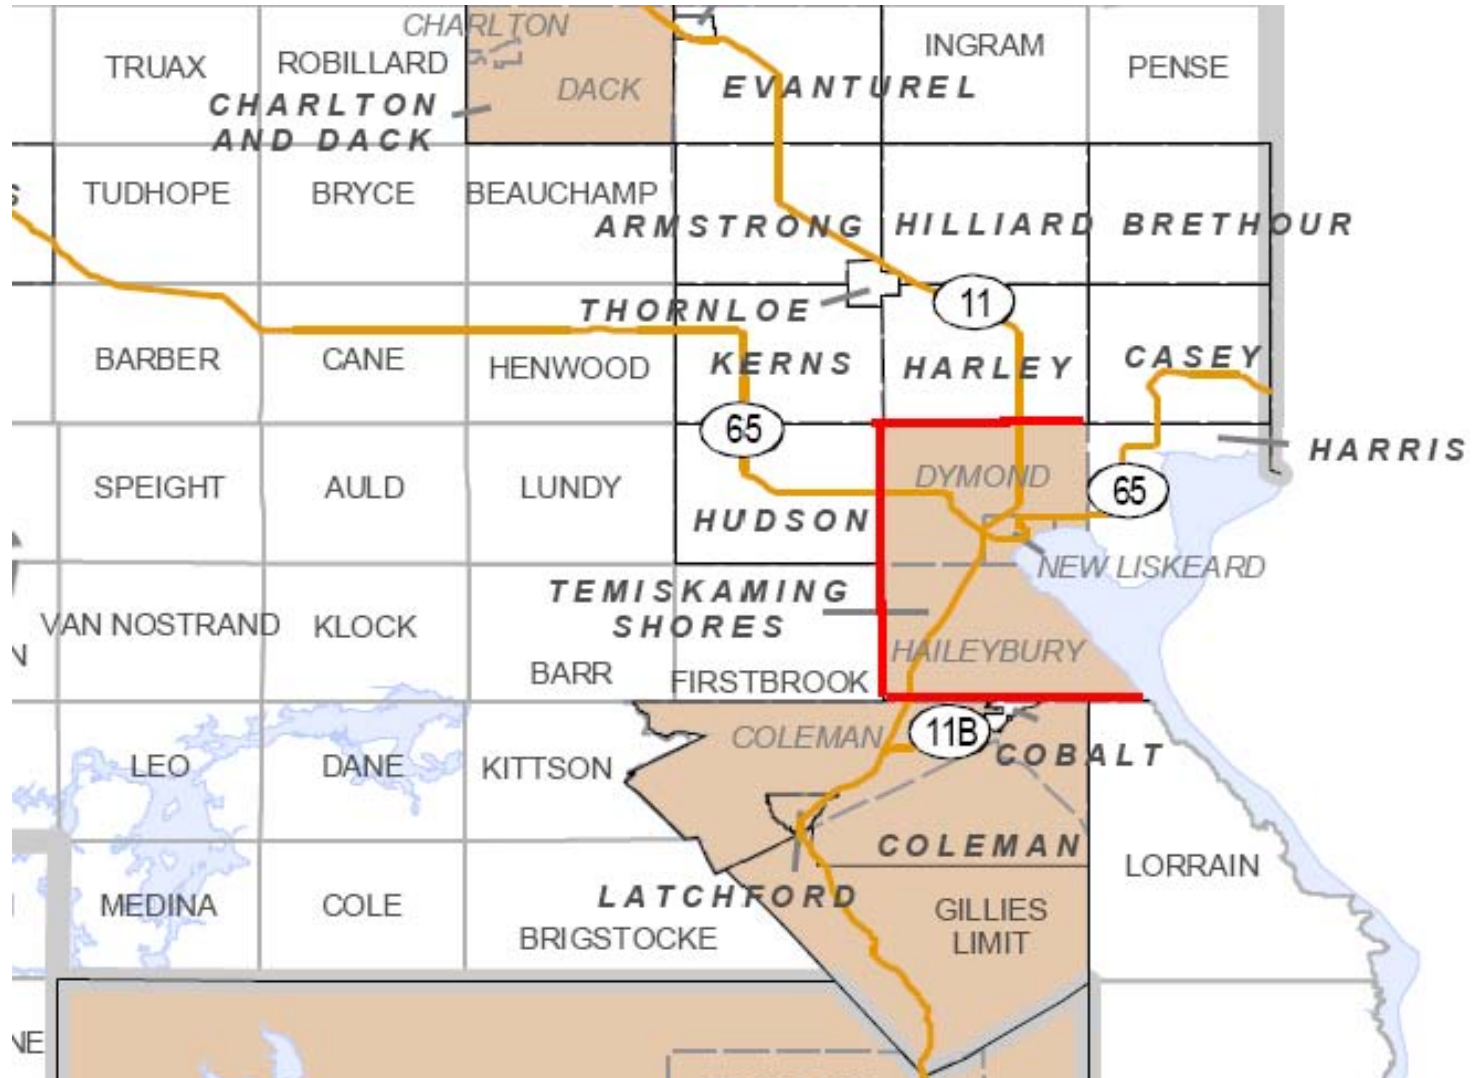 CHARLTON
INGRAM
TRUAX
ROBILLARD
PENSE
DACK
EVANTUREL
CHARLTON
AND DACK
TUDHOPE
BRYCE
BEAUCHAMP
S
ARMSTRONG
HILLIARD
BRETHOUR
THORNLOE
11
BARBER
CANE
HENWOOD
KERNS
HARLEY
CASEY
65
HARRIS
SPEIGHT
AULD
LUNDY
DYMOND
65
HUDSON
NEW LISKEARD
TEMISKAMING
SHORES
VAN NOSTRAND
KLOCK
N
HAILEYBURY
BARR
FIRSTBROOK
COLEMAN
11B
COBALT
LEO
DANE
KITTSON
COLEMAN
LORRAIN
MEDINA
COLE
LATCHFORD
GILLIES
LIMIT
BRIGSTOCKE
NE